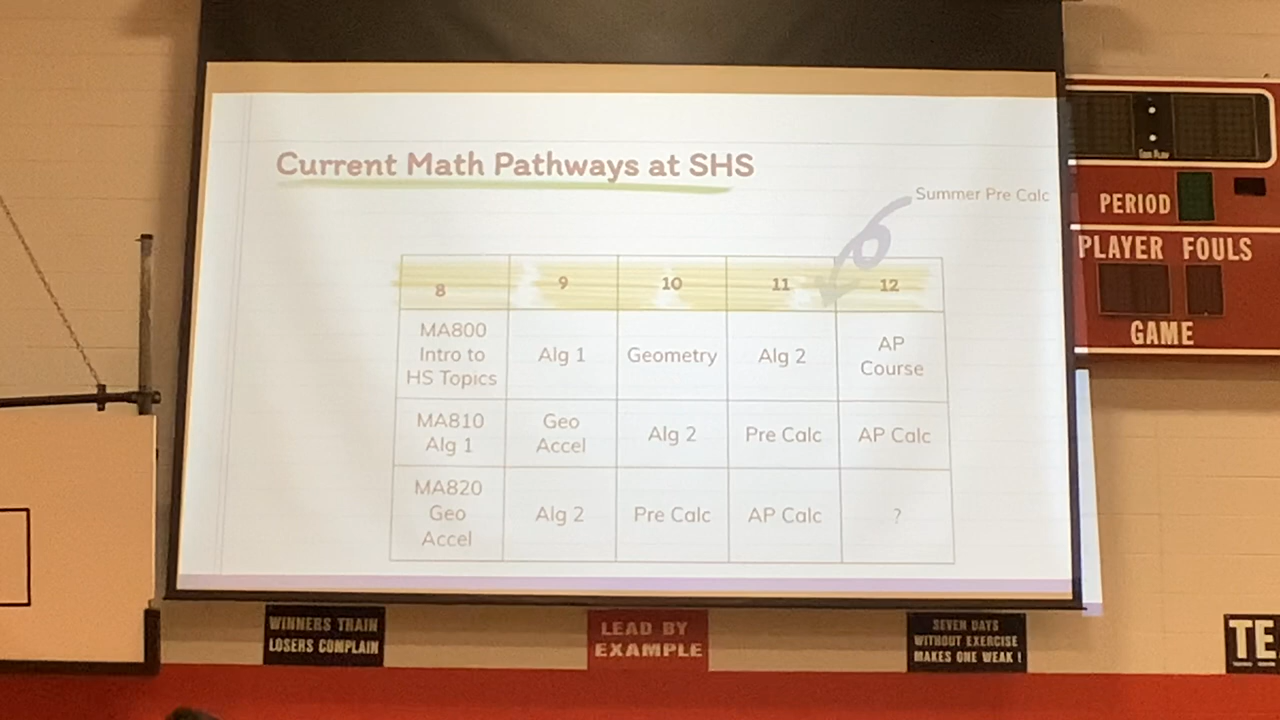 Current Math Pathways at SHS
Summer Pre Calc
8 9 10 11 12
MA800
Intro to
HS Topics
Alg 1
Geometry
Alg 2
AP
Course
MA810
Alg 1
Geo
Accel
Alg 2
Pre Calc
AP Calc
MA820
Geo
Accel
Alg 2
Pre Calc
AP Calc
?
PERIOD
PLAYER FOULS
GAME
WINNERS TRAIN
LOSERS COMPLAIN
LEAD BY
EXAMPLE
SEVEN DAYS
WITHOUT EXERCISE
MAKES ONE WEAK !
TE